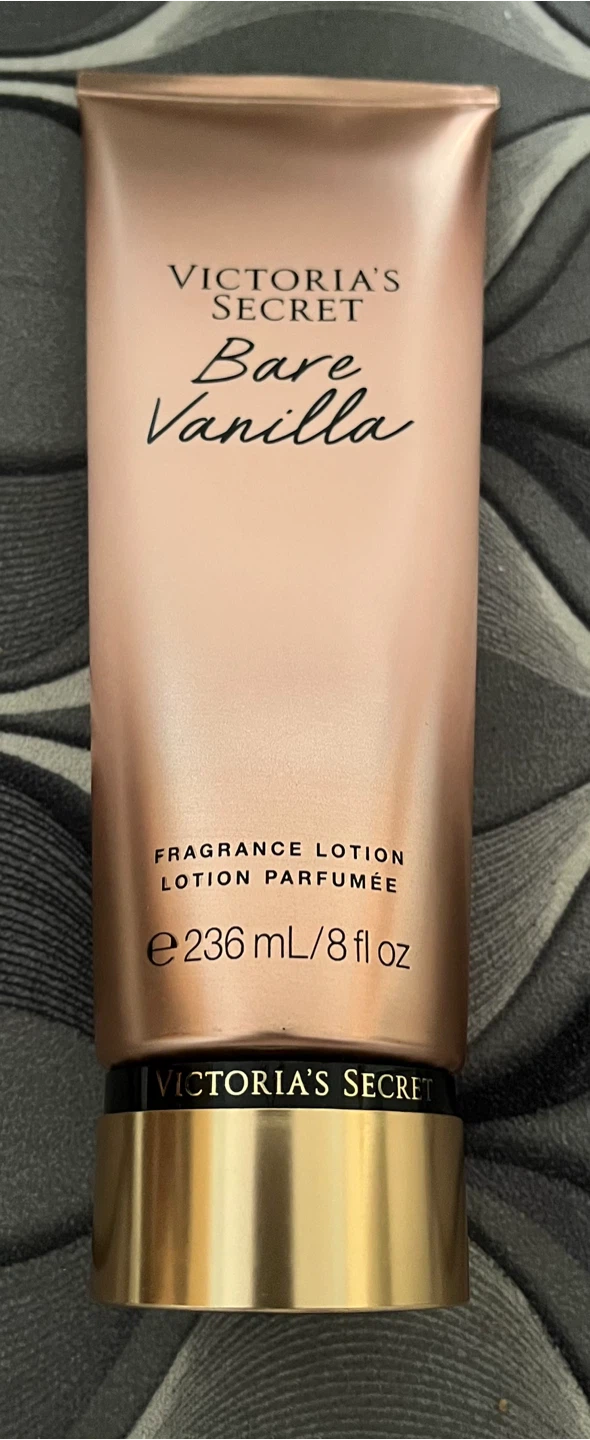 VICTORIA'S
SECRET
Bare
Vanilla
FRAGRANCE LOTION
LOTION PARFUMÉE
℮ 236 mL/8 fl oz
VICTORIA'S SECRET